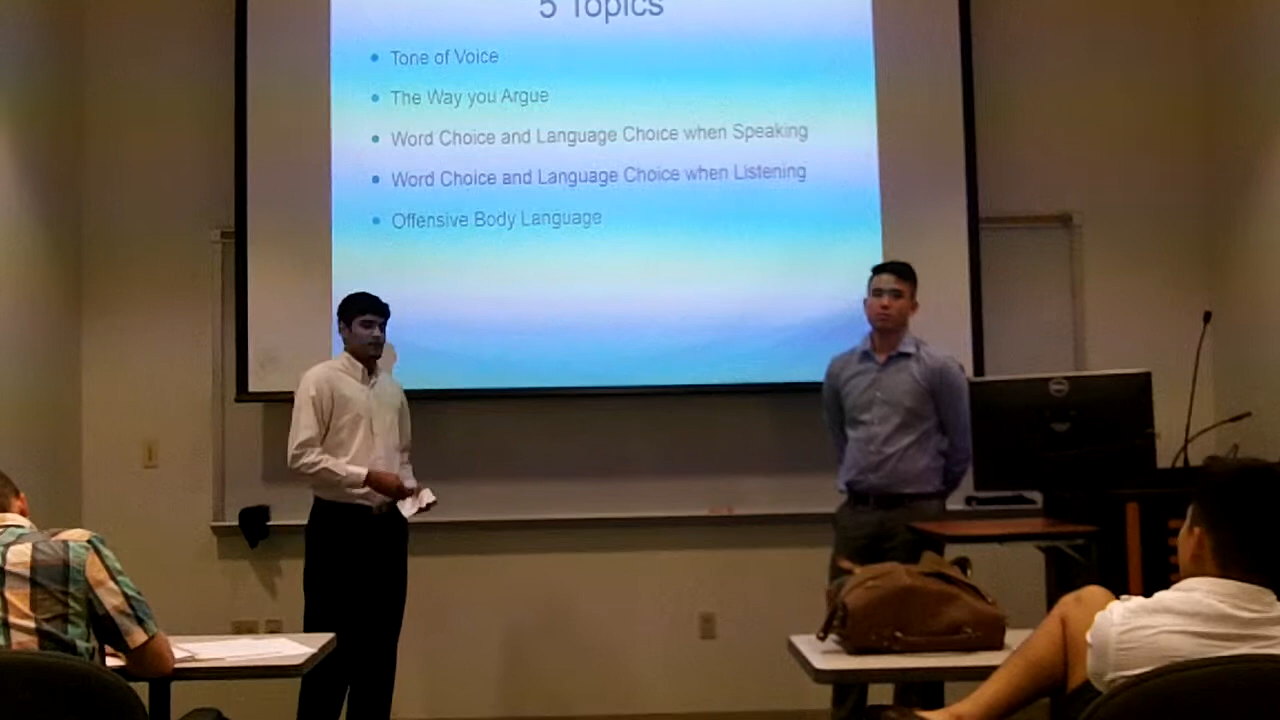 5 Topics
Tone of Voice
The Way you Argue
Word Choice and Language Choice when Speaking
Word Choice and Language Choice when Listening
Offensive Body Language
DELL